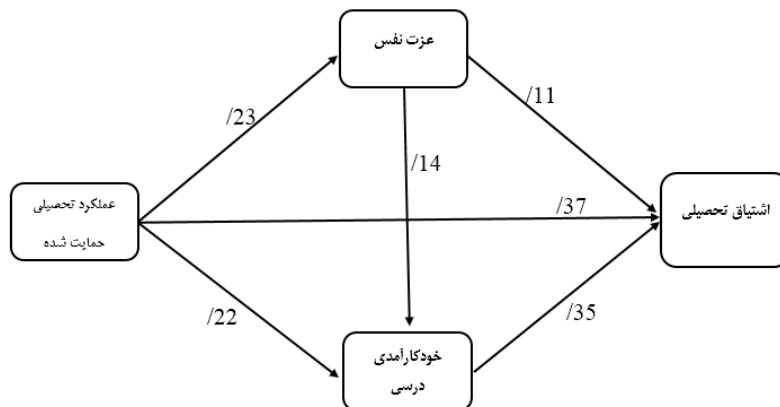 عزت نفس
/23
/11
/14
عملکرد تحصیلی
حمایت شده
/37
اشتیاق تحصیلی
/22
/35
خودکارآمدی
درسی